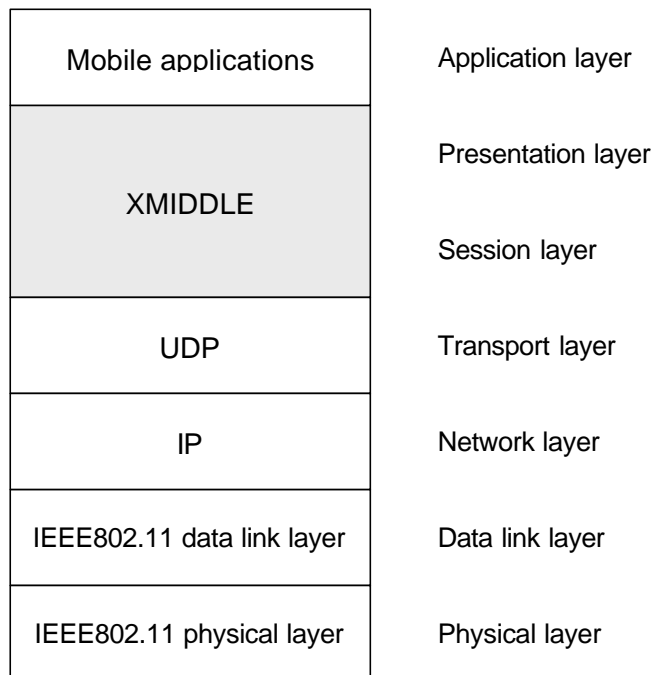 Mobile applications
Application layer
Presentation layer
XMIDDLE
Session layer
UDP
Transport layer
IP
Network layer
IEEE802.11 data link layer
Data link layer
IEEE802.11 physical layer
Physical layer